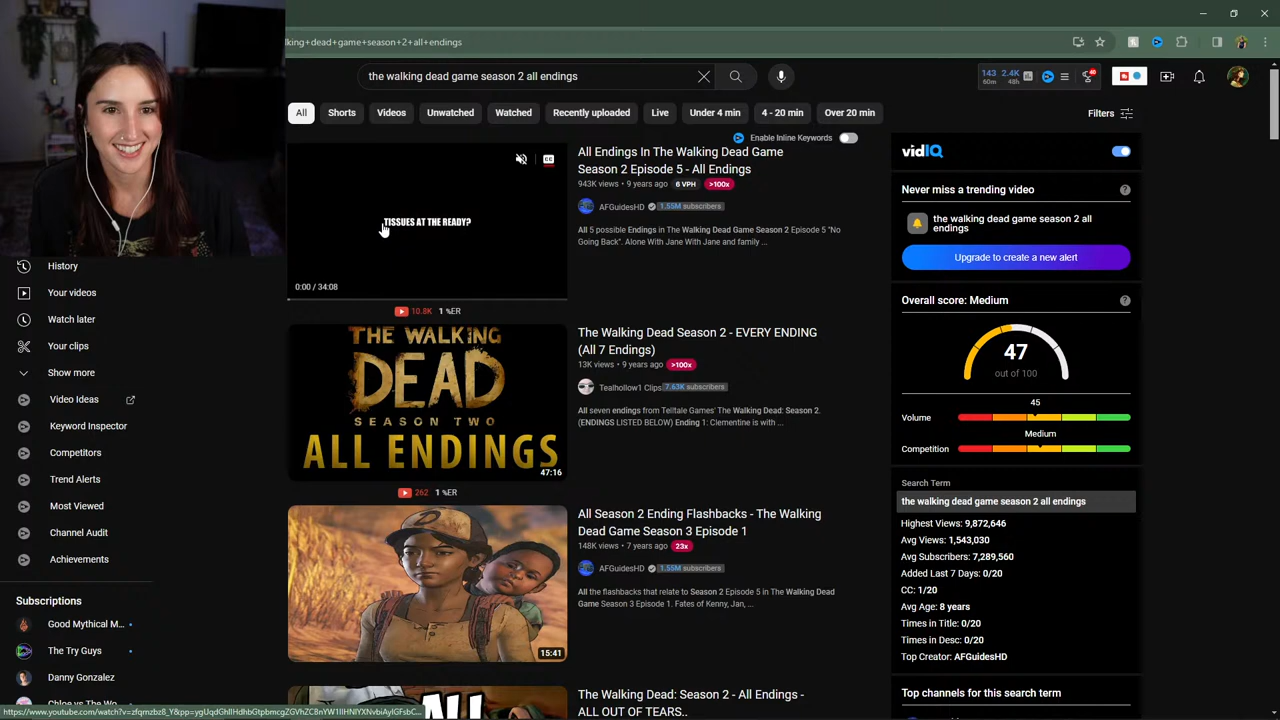 lking+dead+game+season+2+all+endings
the walking dead game season 2 all endings
143
60m
2.4K
48h
All
Shorts
Videos
Unwatched
Watched
Recently uploaded
Live
Under 4 min
4 - 20 min
Over 20 min
Filters
Enable Inline Keywords
CC
TISSUES AT THE READY?
0:00 / 34:08
10.8K 1 %ER
All Endings In The Walking Dead Game
Season 2 Episode 5 - All Endings
943K views • 9 years ago 6 VPH >100x
AFGuidesHD 1.55M subscribers
All 5 possible Endings in The Walking Dead Game Season 2 Episode 5 "No
Going Back". Alone With Jane With Jane and family ...
THE WALKING
DEAD
SEASON TWO
ALL ENDINGS
47:16
262 1 %ER
The Walking Dead Season 2 - EVERY ENDING
(All 7 Endings)
13K views • 9 years ago >100x
Tealhollow1 Clips 7.63K subscribers
All seven endings from Telltale Games' The Walking Dead: Season 2.
(ENDINGS LISTED BELOW) Ending 1: Clementine is with ...
15:41
All Season 2 Ending Flashbacks - The Walking
Dead Game Season 3 Episode 1
148K views • 7 years ago 23x
AFGuidesHD 1.55M subscribers
All the flashbacks that relate to Season 2 Episode 5 in The Walking Dead
Game Season 3 Episode 1. Fates of Kenny, Jan, ...
ALL
The Walking Dead: Season 2 - All Endings -
ALL OUT OF TEARS..
History
Your videos
Watch later
Your clips
Show more
Video Ideas
Keyword Inspector
Competitors
Trend Alerts
Most Viewed
Channel Audit
Achievements
Subscriptions
Good Mythical M...
The Try Guys
Danny Gonzalez
vidIQ
Never miss a trending video
the walking dead game season 2 all
endings
Upgrade to create a new alert
Overall score: Medium
47
out of 100
45
Volume
Medium
Competition
Search Term
the walking dead game season 2 all endings
Highest Views: 9,872,646
Avg Views: 1,543,030
Avg Subscribers: 7,289,560
Added Last 7 Days: 0/20
CC: 1/20
Avg Age: 8 years
Times in Title: 0/20
Times in Desc: 0/20
Top Creator: AFGuidesHD
Top channels for this search term